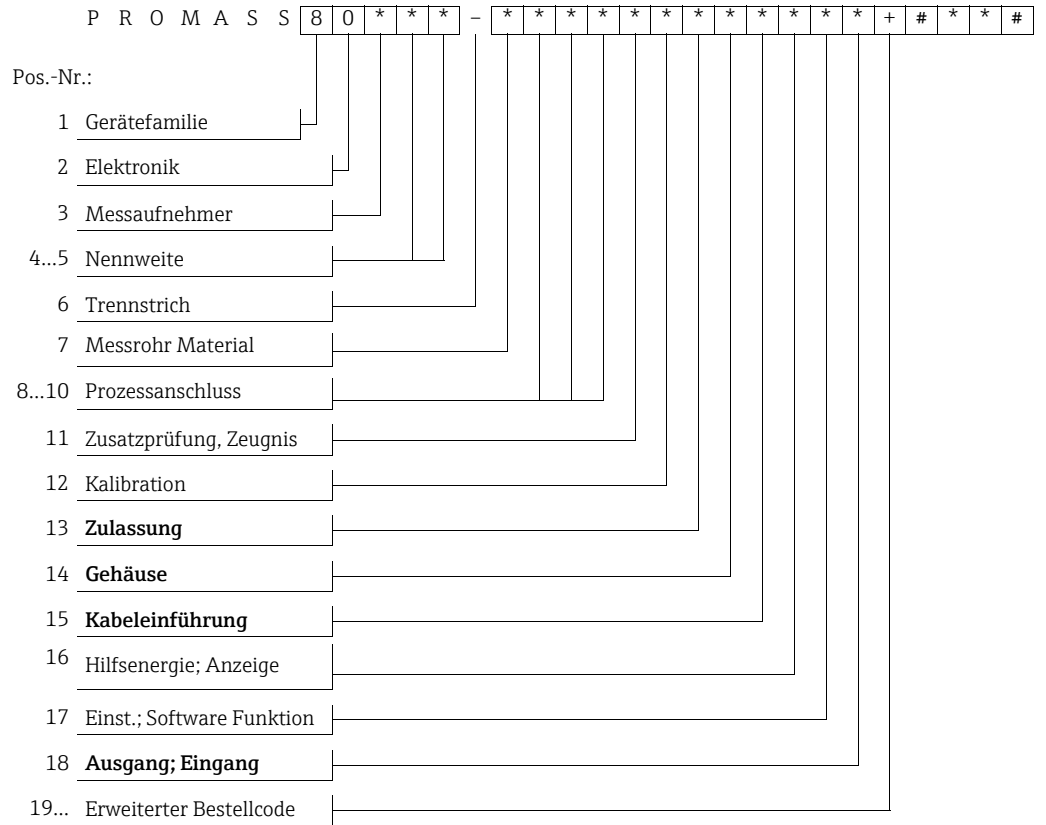 P R O M A S S 8 0 * * * – * * * * * * * * * * * * + # * * #
Pos.-Nr.:
1 Gerätefamilie
2 Elektronik
3 Messaufnehmer
4...5 Nennweite
6 Trennstrich
7 Messrohr Material
8...10 Prozessanschluss
11 Zusatzprüfung, Zeugnis
12 Kalibration
13 Zulassung
14 Gehäuse
15 Kabeleinführung
16 Hilfsenergie; Anzeige
17 Einst.; Software Funktion
18 Ausgang; Eingang
19... Erweiterter Bestellcode